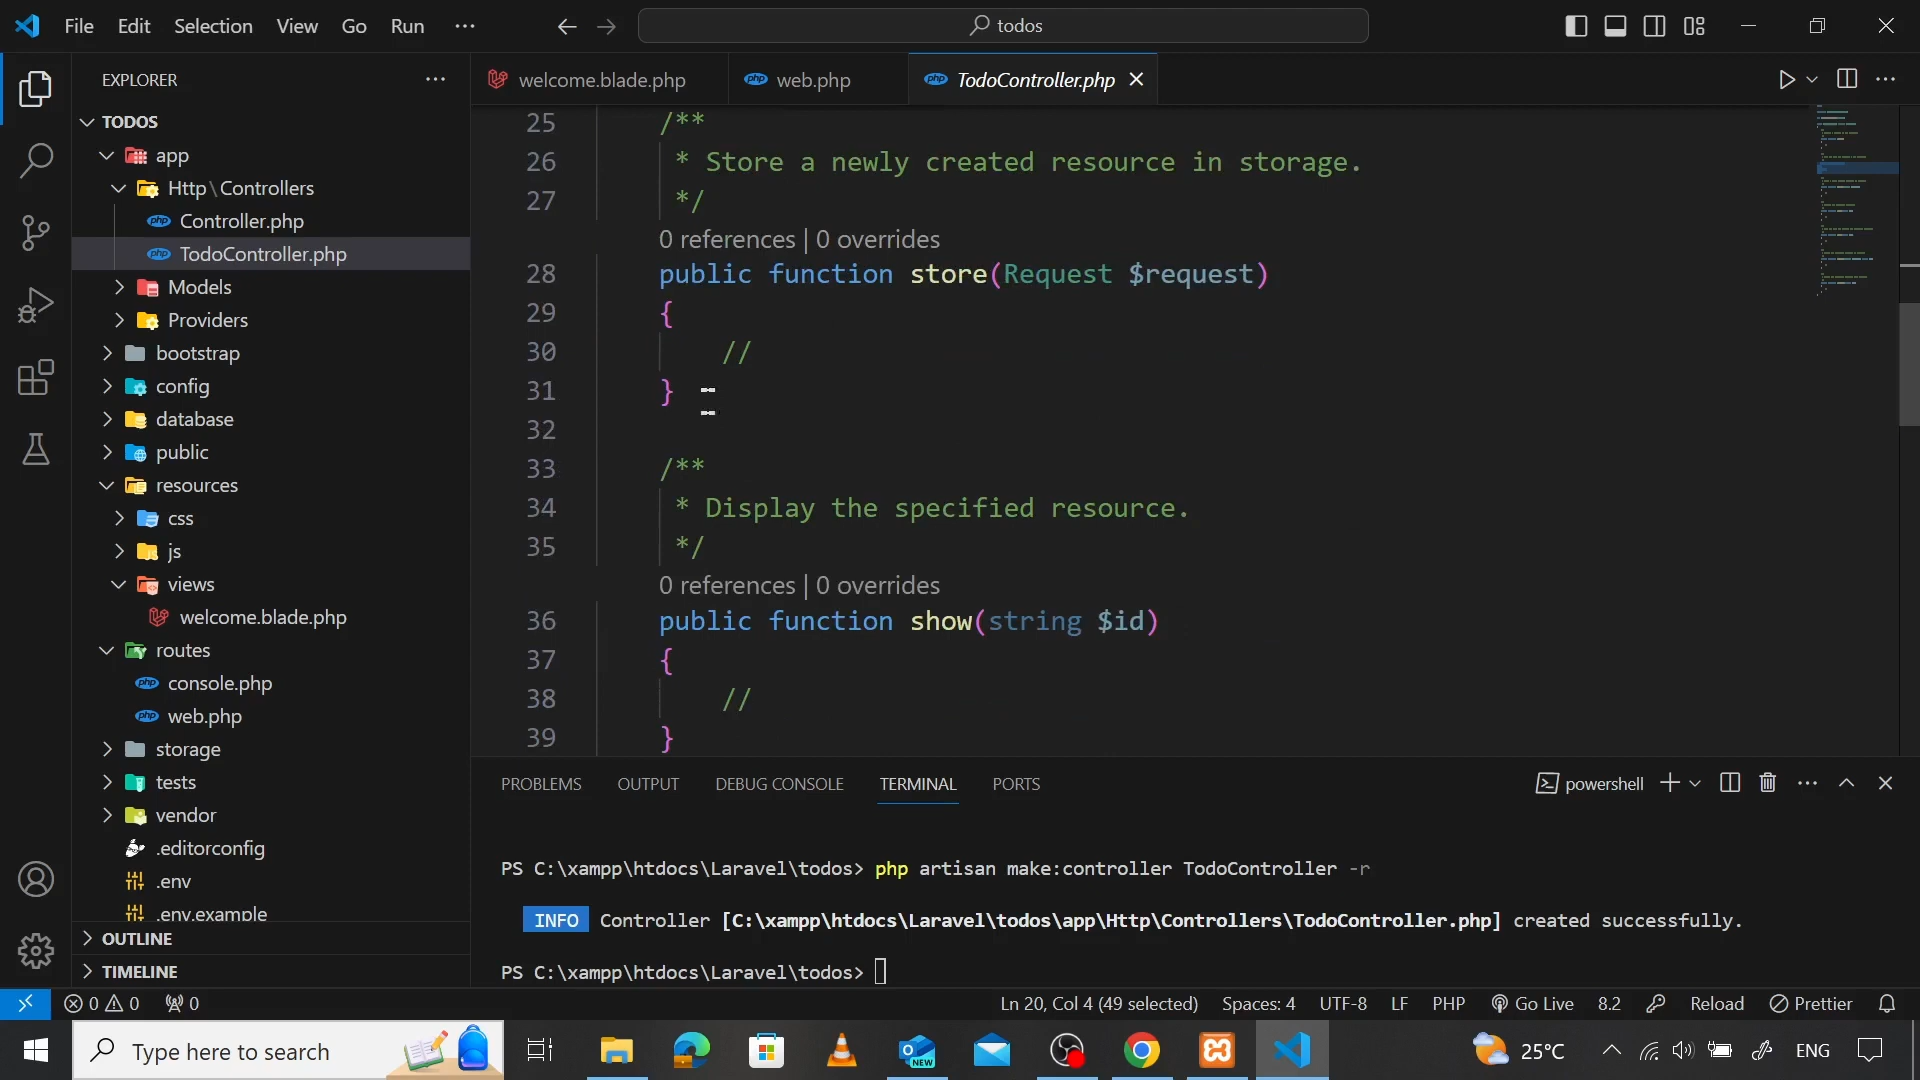 File Edit Selection View Go Run ···
todos
EXPLORER
TODOS
app
Http\Controllers
Controller.php
TodoController.php
Models
Providers
bootstrap
config
database
public
resources
css
js
views
welcome.blade.php
routes
console.php
web.php
storage
tests
vendor
.editorconfig
.env
.env.example
OUTLINE
TIMELINE
welcome.blade.php web.php TodoController.php
25 /**
26 * Store a newly created resource in storage.
27 */
0 references | 0 overrides
28 public function store(Request $request)
29 {
30 //
31 }
32
33 /**
34 * Display the specified resource.
35 */
0 references | 0 overrides
36 public function show(string $id)
37 {
38 //
39 }
PROBLEMS OUTPUT DEBUG CONSOLE TERMINAL PORTS powershell
PS C:\xampp\htdocs\Laravel\todos> php artisan make:controller TodoController -r
INFO Controller [C:\xampp\htdocs\Laravel\todos\app\Http\Controllers\TodoController.php] created successfully.
PS C:\xampp\htdocs\Laravel\todos>
0 0 0 Ln 20, Col 4 (49 selected) Spaces: 4 UTF-8 LF PHP Go Live 8.2 Reload Prettier
Type here to search NEW 25°C ENG